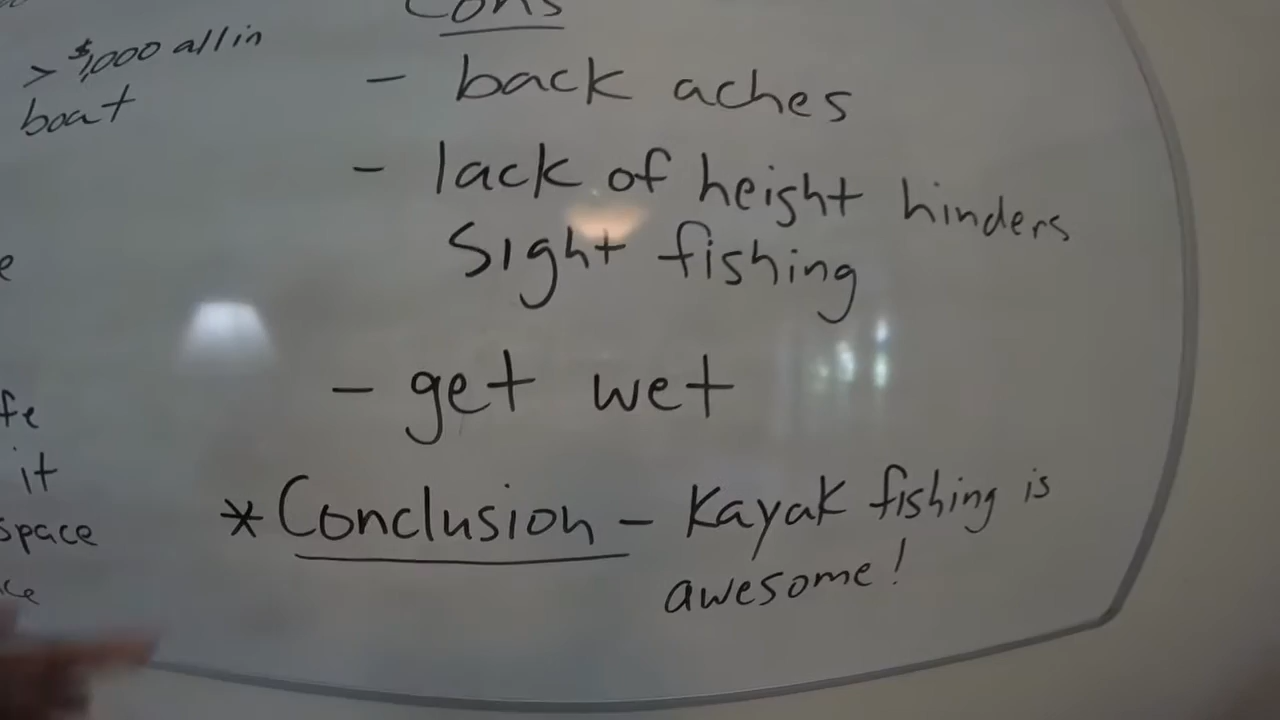 Cons
> $1,000 all in
boat
- back aches
- lack of height hinders
Sight fishing
- get wet
it
space
* Conclusion - Kayak fishing is
awesome!